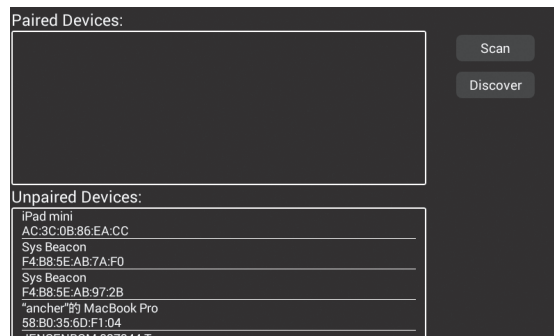 Paired Devices:
Scan
Discover
Unpaired Devices:
iPad mini
AC:3C:0B:86:EA:CC
Sys Beacon
F4:B8:5E:AB:7A:F0
Sys Beacon
F4:B8:5E:AB:97:2B
“ancher”的 MacBook Pro
58:B0:35:6D:F1:04